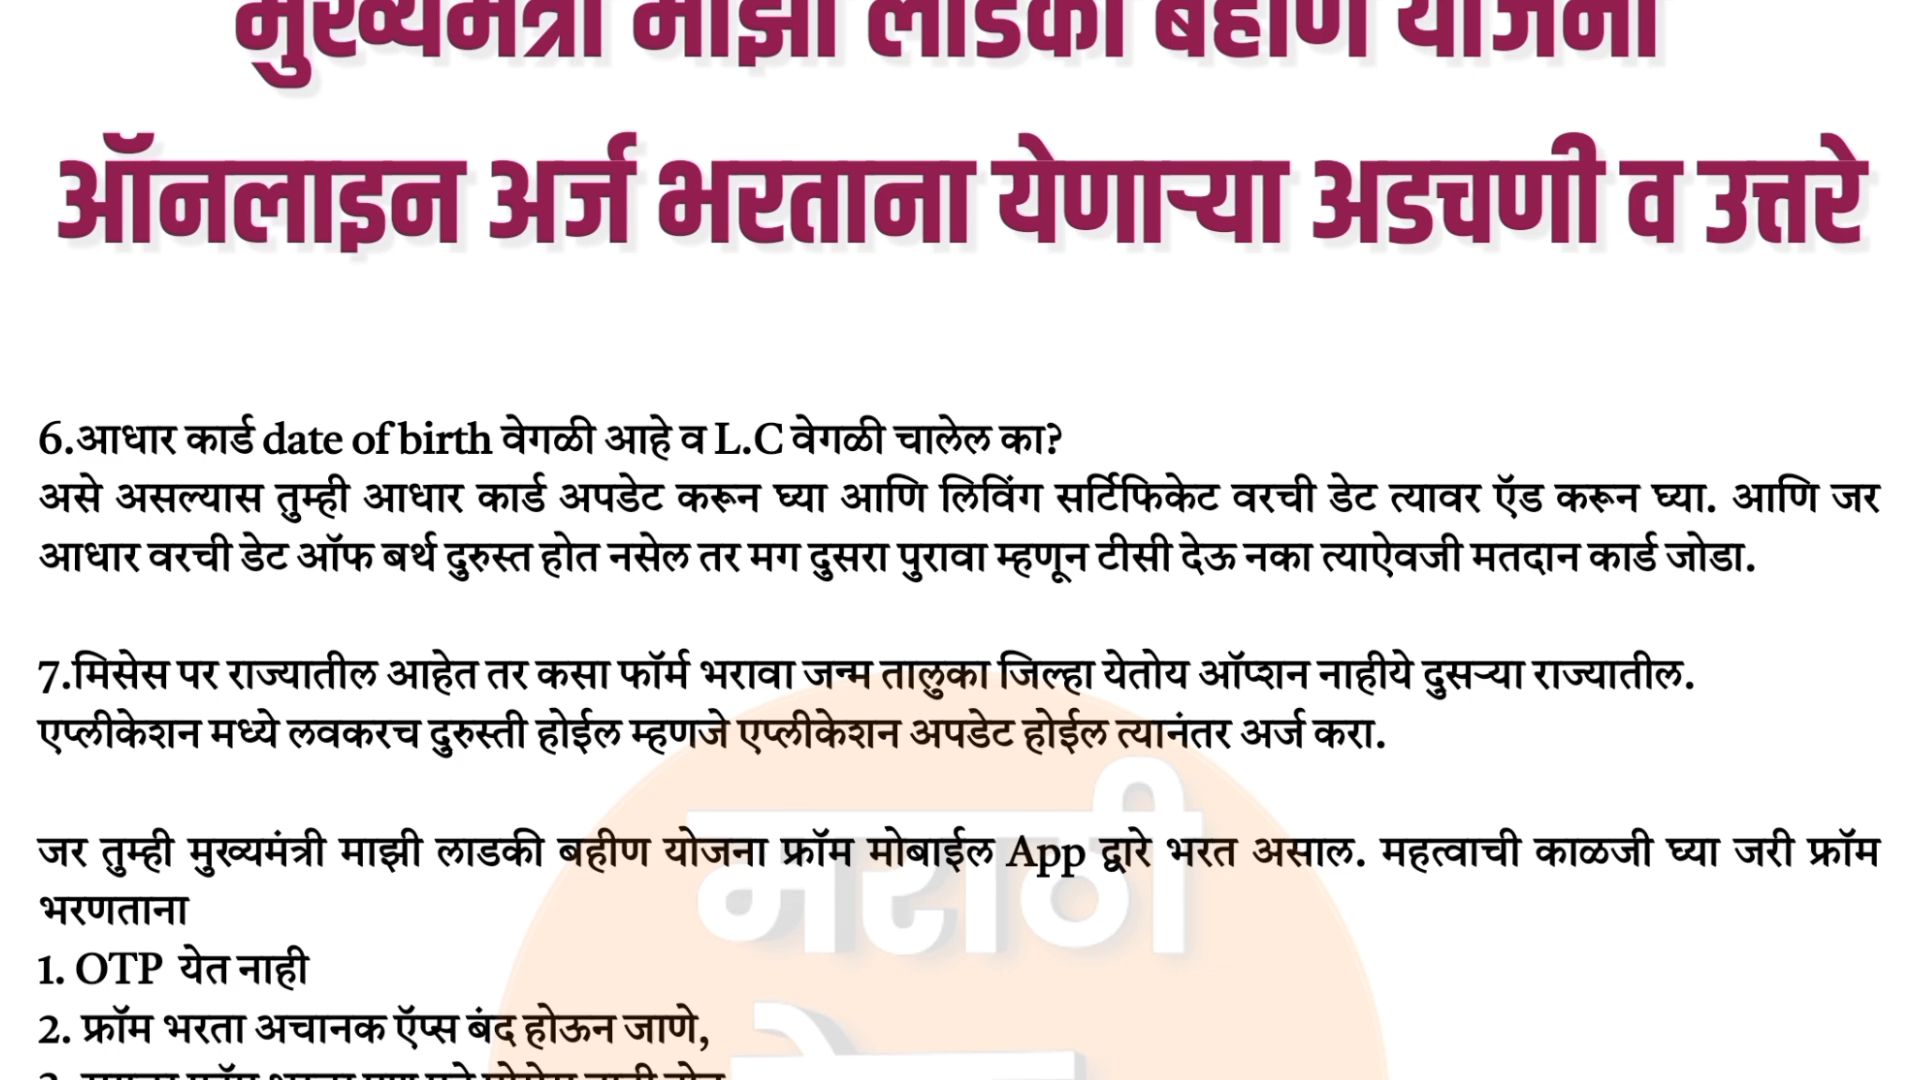 मुख्यमंत्री माझी लाडकी बहीण योजना
ऑनलाइन अर्ज भरताना येणाऱ्या अडचणी व उत्तरे
6.आधार कार्ड date of birth वेगळी आहे व L.C वेगळी चालेल का?
असे असल्यास तुम्ही आधार कार्ड अपडेट करून घ्या आणि लिविंग सर्टिफिकेट वरची डेट त्यावर ऍड करून घ्या. आणि जर
आधार वरची डेट ऑफ बर्थ दुरुस्त होत नसेल तर मग दुसरा पुरावा म्हणून टीसी देऊ नका त्याऐवजी मतदान कार्ड जोडा.
7.मिसेस पर राज्यातील आहेत तर कसा फॉर्म भरावा जन्म तालुका जिल्हा येतोय ऑप्शन नाहीये दुसऱ्या राज्यातील.
एप्लीकेशन मध्ये लवकरच दुरुस्ती होईल म्हणजे एप्लीकेशन अपडेट होईल त्यानंतर अर्ज करा.
जर तुम्ही मुख्यमंत्री माझी लाडकी बहीण योजना फ्रॉम मोबाईल App द्वारे भरत असाल. महत्वाची काळजी घ्या जरी फ्रॉम
भरणताना
मराठी
1. OTP येत नाही
2. फ्रॉम भरता अचानक ऍप्स बंद होऊन जाणे,